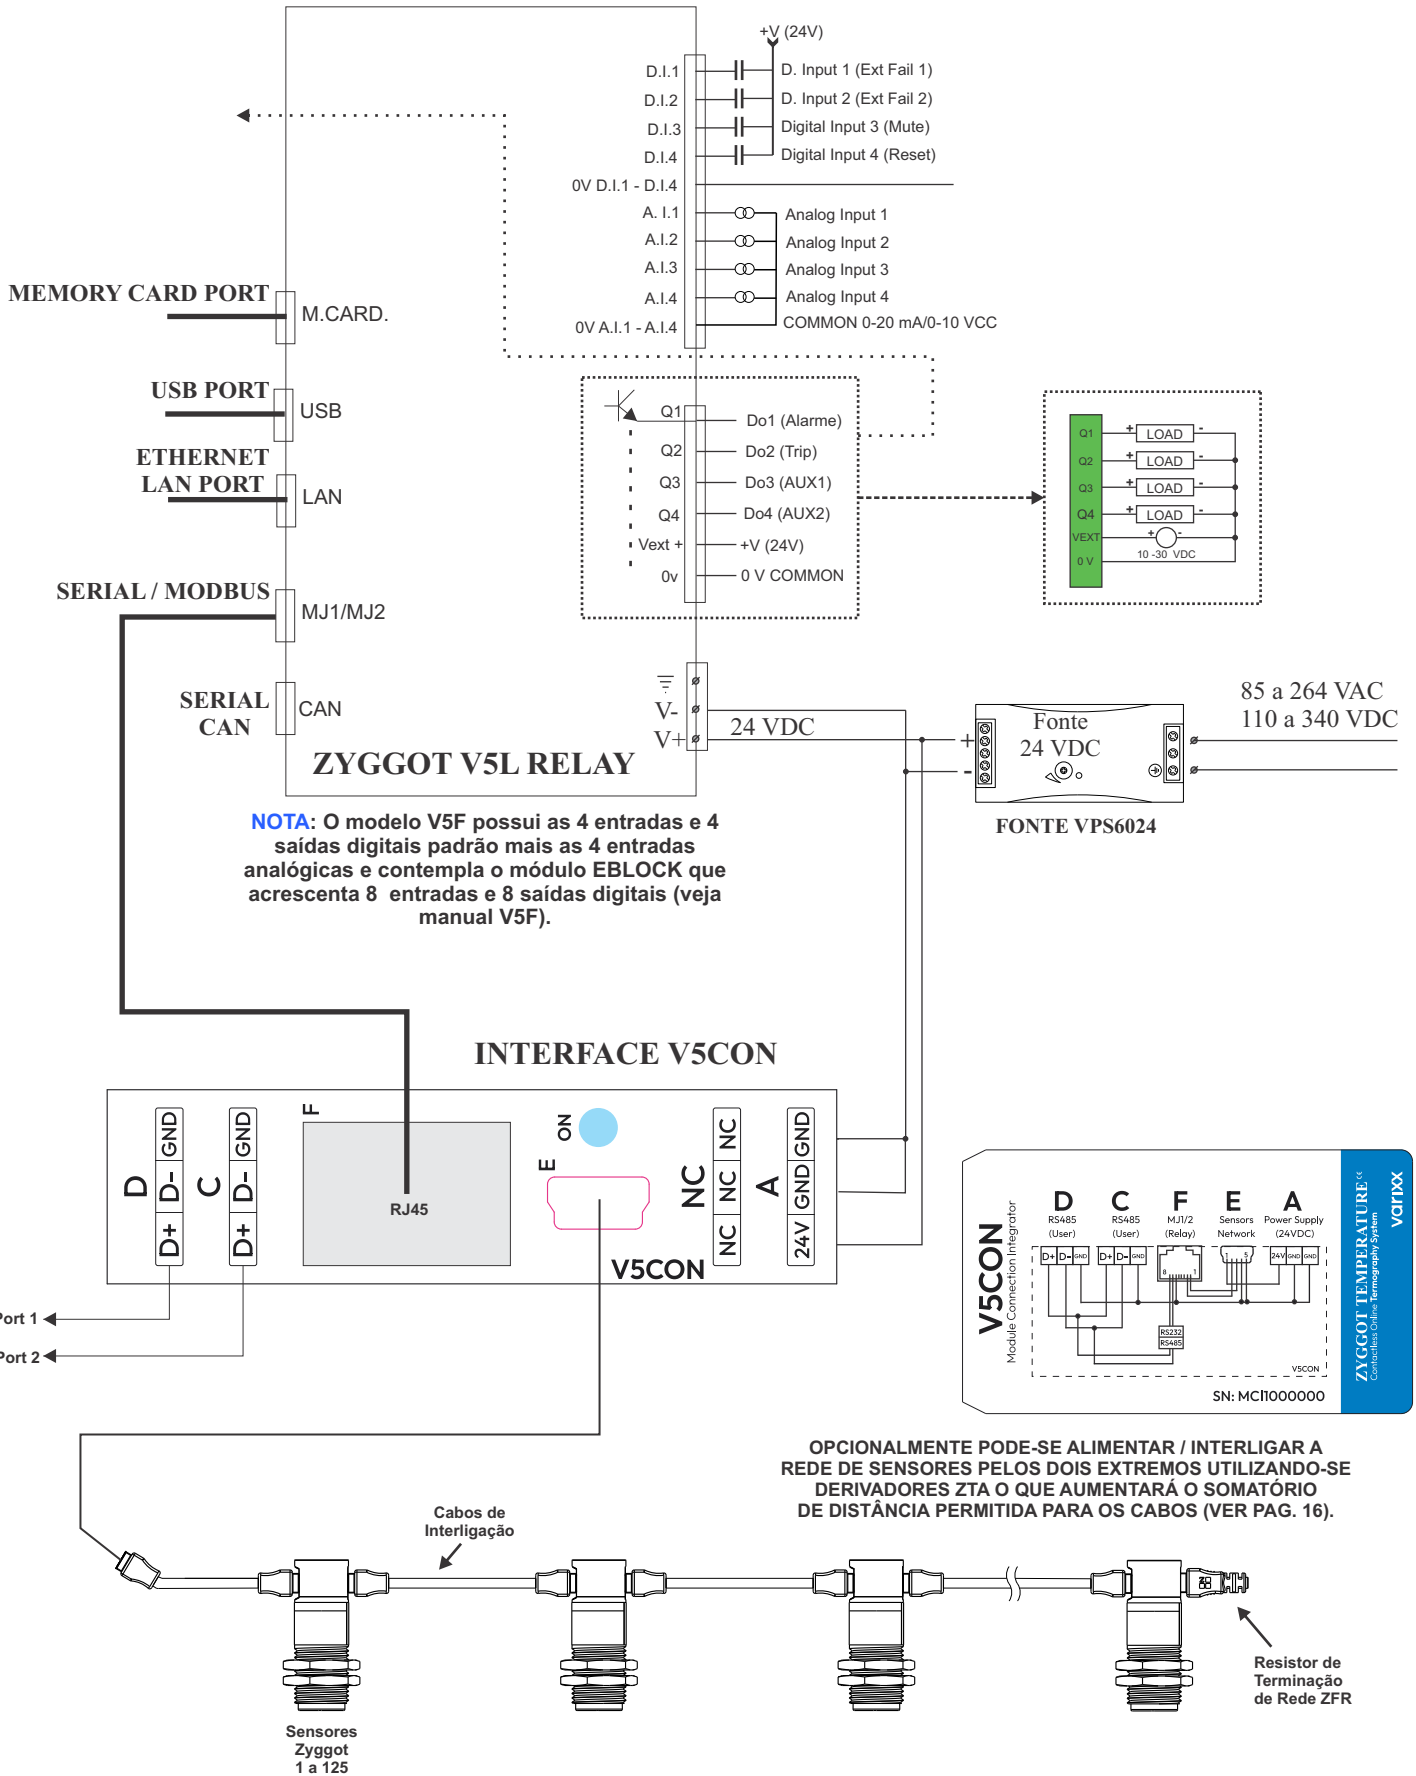 +V (24V)
D.I.1
D. Input 1 (Ext Fail 1)
D.I.2
D. Input 2 (Ext Fail 2)
D.I.3
Digital Input 3 (Mute)
D.I.4
Digital Input 4 (Reset)
0V D.I.1 - D.I.4
A. I.1
Analog Input 1
A.I.2
Analog Input 2
A.I.3
Analog Input 3
A.I.4
Analog Input 4
0V A.I.1 - A.I.4
COMMON 0-20 mA/0-10 VCC
MEMORY CARD PORT
M.CARD.
USB PORT
USB
ETHERNET
LAN PORT
LAN
SERIAL / MODBUS
MJ1/MJ2
SERIAL
CAN
CAN
Q1
Do1 (Alarme)
Q2
Do2 (Trip)
Q3
Do3 (AUX1)
Q4
Do4 (AUX2)
Vext +
+V (24V)
0v
0 V COMMON
Q1
+ LOAD -
Q2
+ LOAD -
Q3
+ LOAD -
Q4
+ LOAD -
VEXT
+ -
10 -30 VDC
0 V
V-
V+
24 VDC
ZYGGOT V5L RELAY
+
-
Fonte
24 VDC
85 a 264 VAC
110 a 340 VDC
FONTE VPS6024
NOTA: O modelo V5F possui as 4 entradas e 4
saídas digitais padrão mais as 4 entradas
analógicas e contempla o módulo EBLOCK que
acrescenta 8 entradas e 8 saídas digitais (veja
manual V5F).
INTERFACE V5CON
D
D+ D- GND
C
D+ D- GND
F
RJ45
ON
E
NC
NC NC NC
A
24V GND GND
V5CON
Port 1
Port 2
V5CON
Module Connection Integrator
D
RS485
(User)
C
RS485
(User)
F
MJ1/2
(Relay)
E
Sensors
Network
A
Power Supply
(24VDC)
D+ D- GND
D+ D- GND
8 1
1 5
24V GND GND
RS232
RS485
V5CON
SN: MCI1000000
ZYGGOT TEMPERATURE CE
Contactless Online Termography System
varixx
OPCIONALMENTE PODE-SE ALIMENTAR / INTERLIGAR A
REDE DE SENSORES PELOS DOIS EXTREMOS UTILIZANDO-SE
DERIVADORES ZTA O QUE AUMENTARÁ O SOMATÓRIO
DE DISTÂNCIA PERMITIDA PARA OS CABOS (VER PAG. 16).
Cabos de
Interligação
Resistor de
Terminação
de Rede ZFR
Sensores
Zyggot
1 a 125